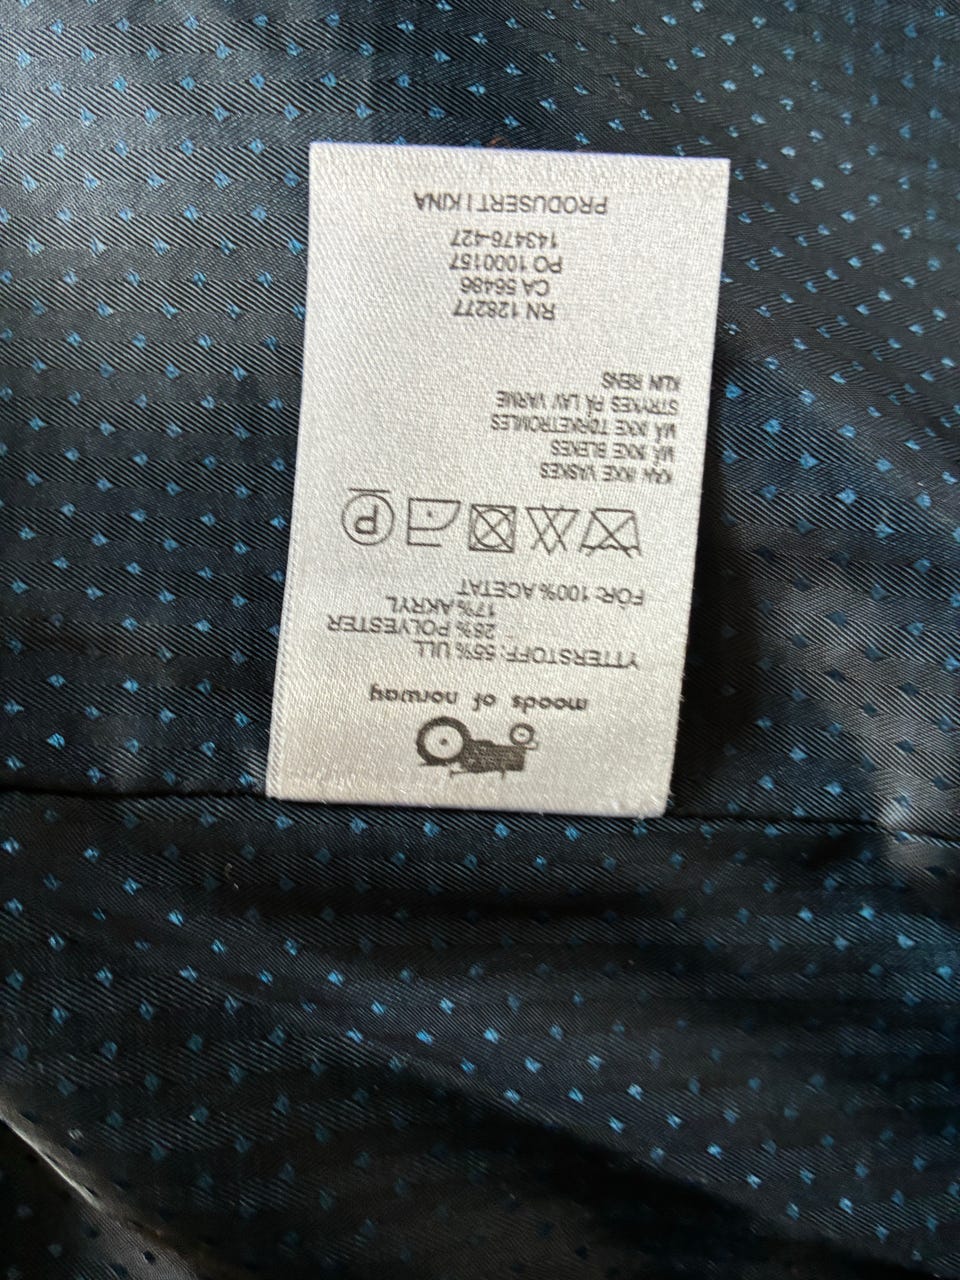 moods of norway
YTTERSTOFF: 55% ULL
28% POLYESTER
17% AKRYL
FÔR: 100% ACETAT
P
KAN IKKE VASKES
MÅ IKKE BLEKES
MÅ IKKE TØRKETROMLES
STRYKES PÅ LAV VARME
KUN RENS
RN 128277
CA 56486
PO 1000157
143476-427
PRODUSERT I KINA